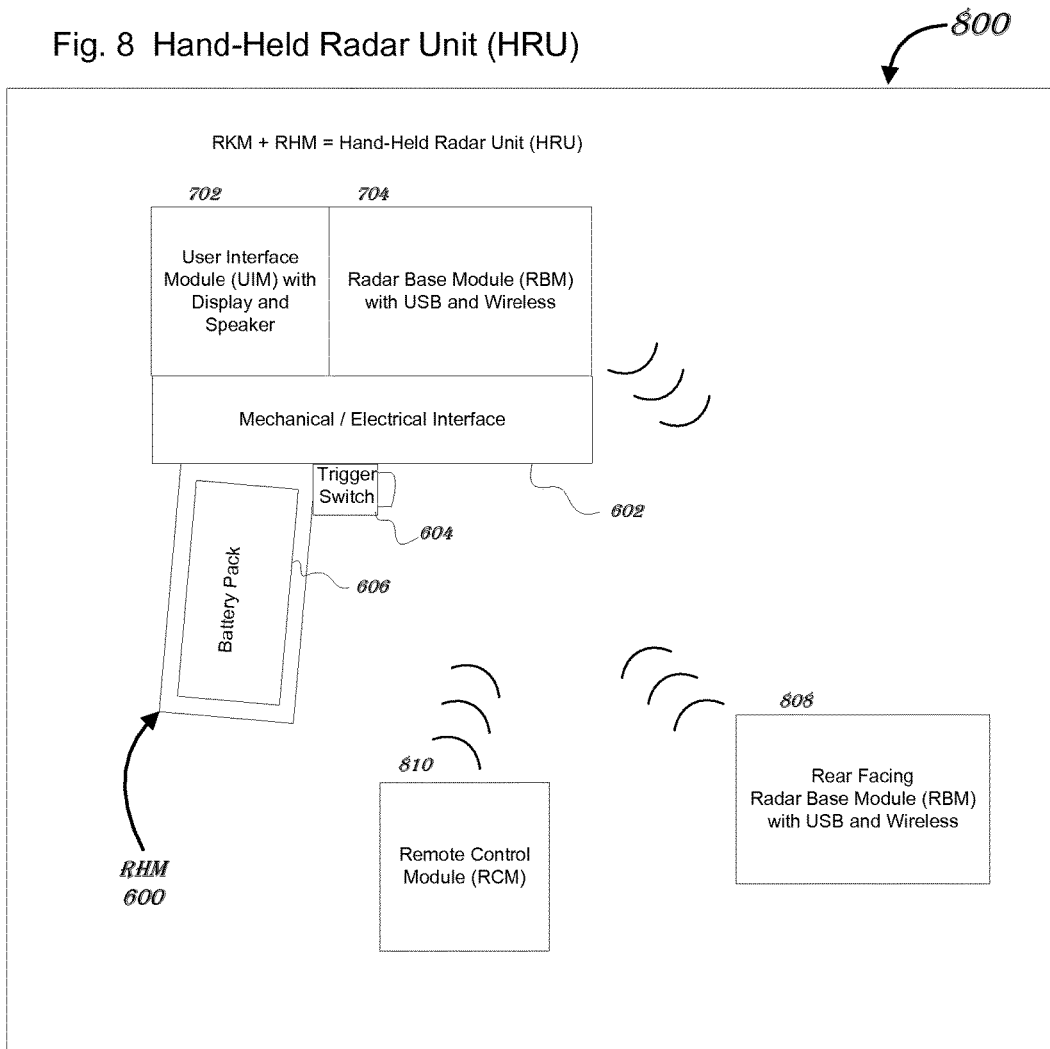 Fig. 8 Hand-Held Radar Unit (HRU)
800
RKM + RHM = Hand-Held Radar Unit (HRU)
702
704
User Interface
Module (UIM) with
Display and
Speaker
Radar Base Module (RBM)
with USB and Wireless
Mechanical / Electrical Interface
Trigger
Switch
602
604
606
Battery Pack
808
810
Rear Facing
Radar Base Module (RBM)
with USB and Wireless
Remote Control
Module (RCM)
RHM
600